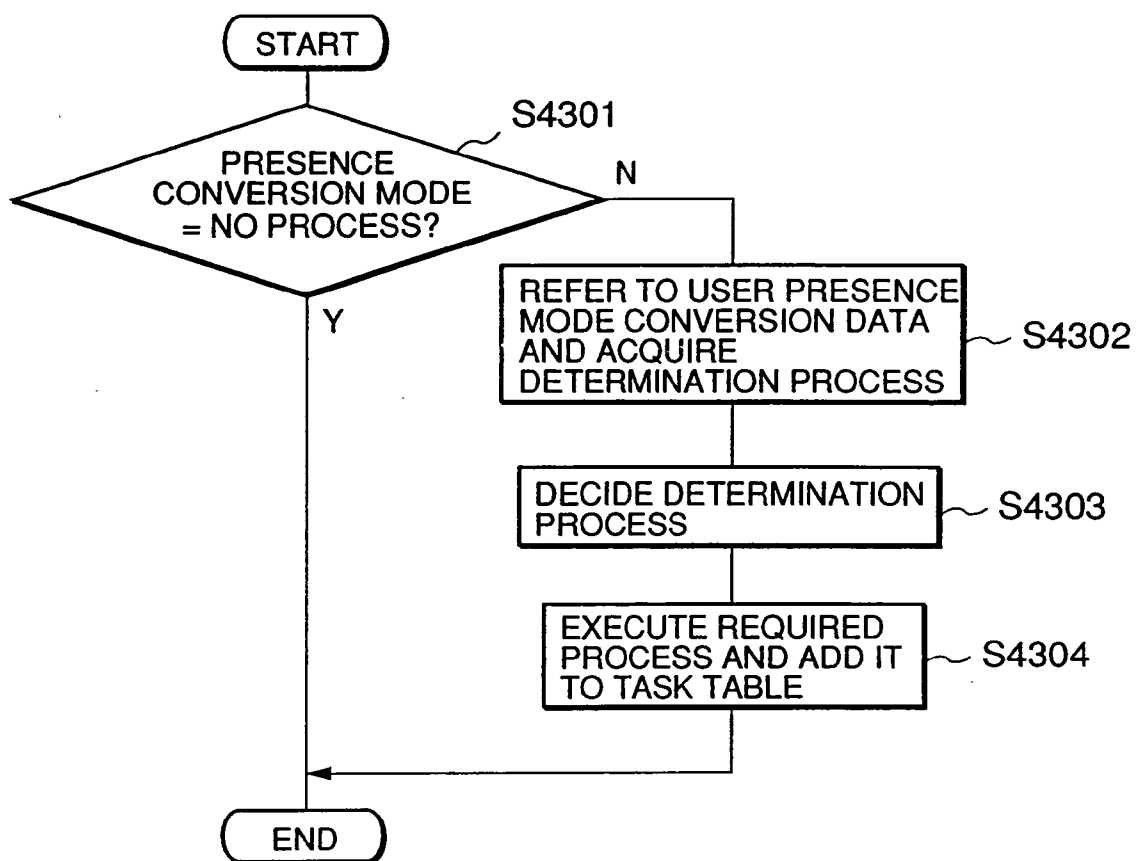 START
S4301
PRESENCE
CONVERSION MODE
= NO PROCESS?
N
Y
REFER TO USER PRESENCE
MODE CONVERSION DATA
AND ACQUIRE
DETERMINATION PROCESS
S4302
DECIDE DETERMINATION
PROCESS
S4303
EXECUTE REQUIRED
PROCESS AND ADD IT
TO TASK TABLE
S4304
END